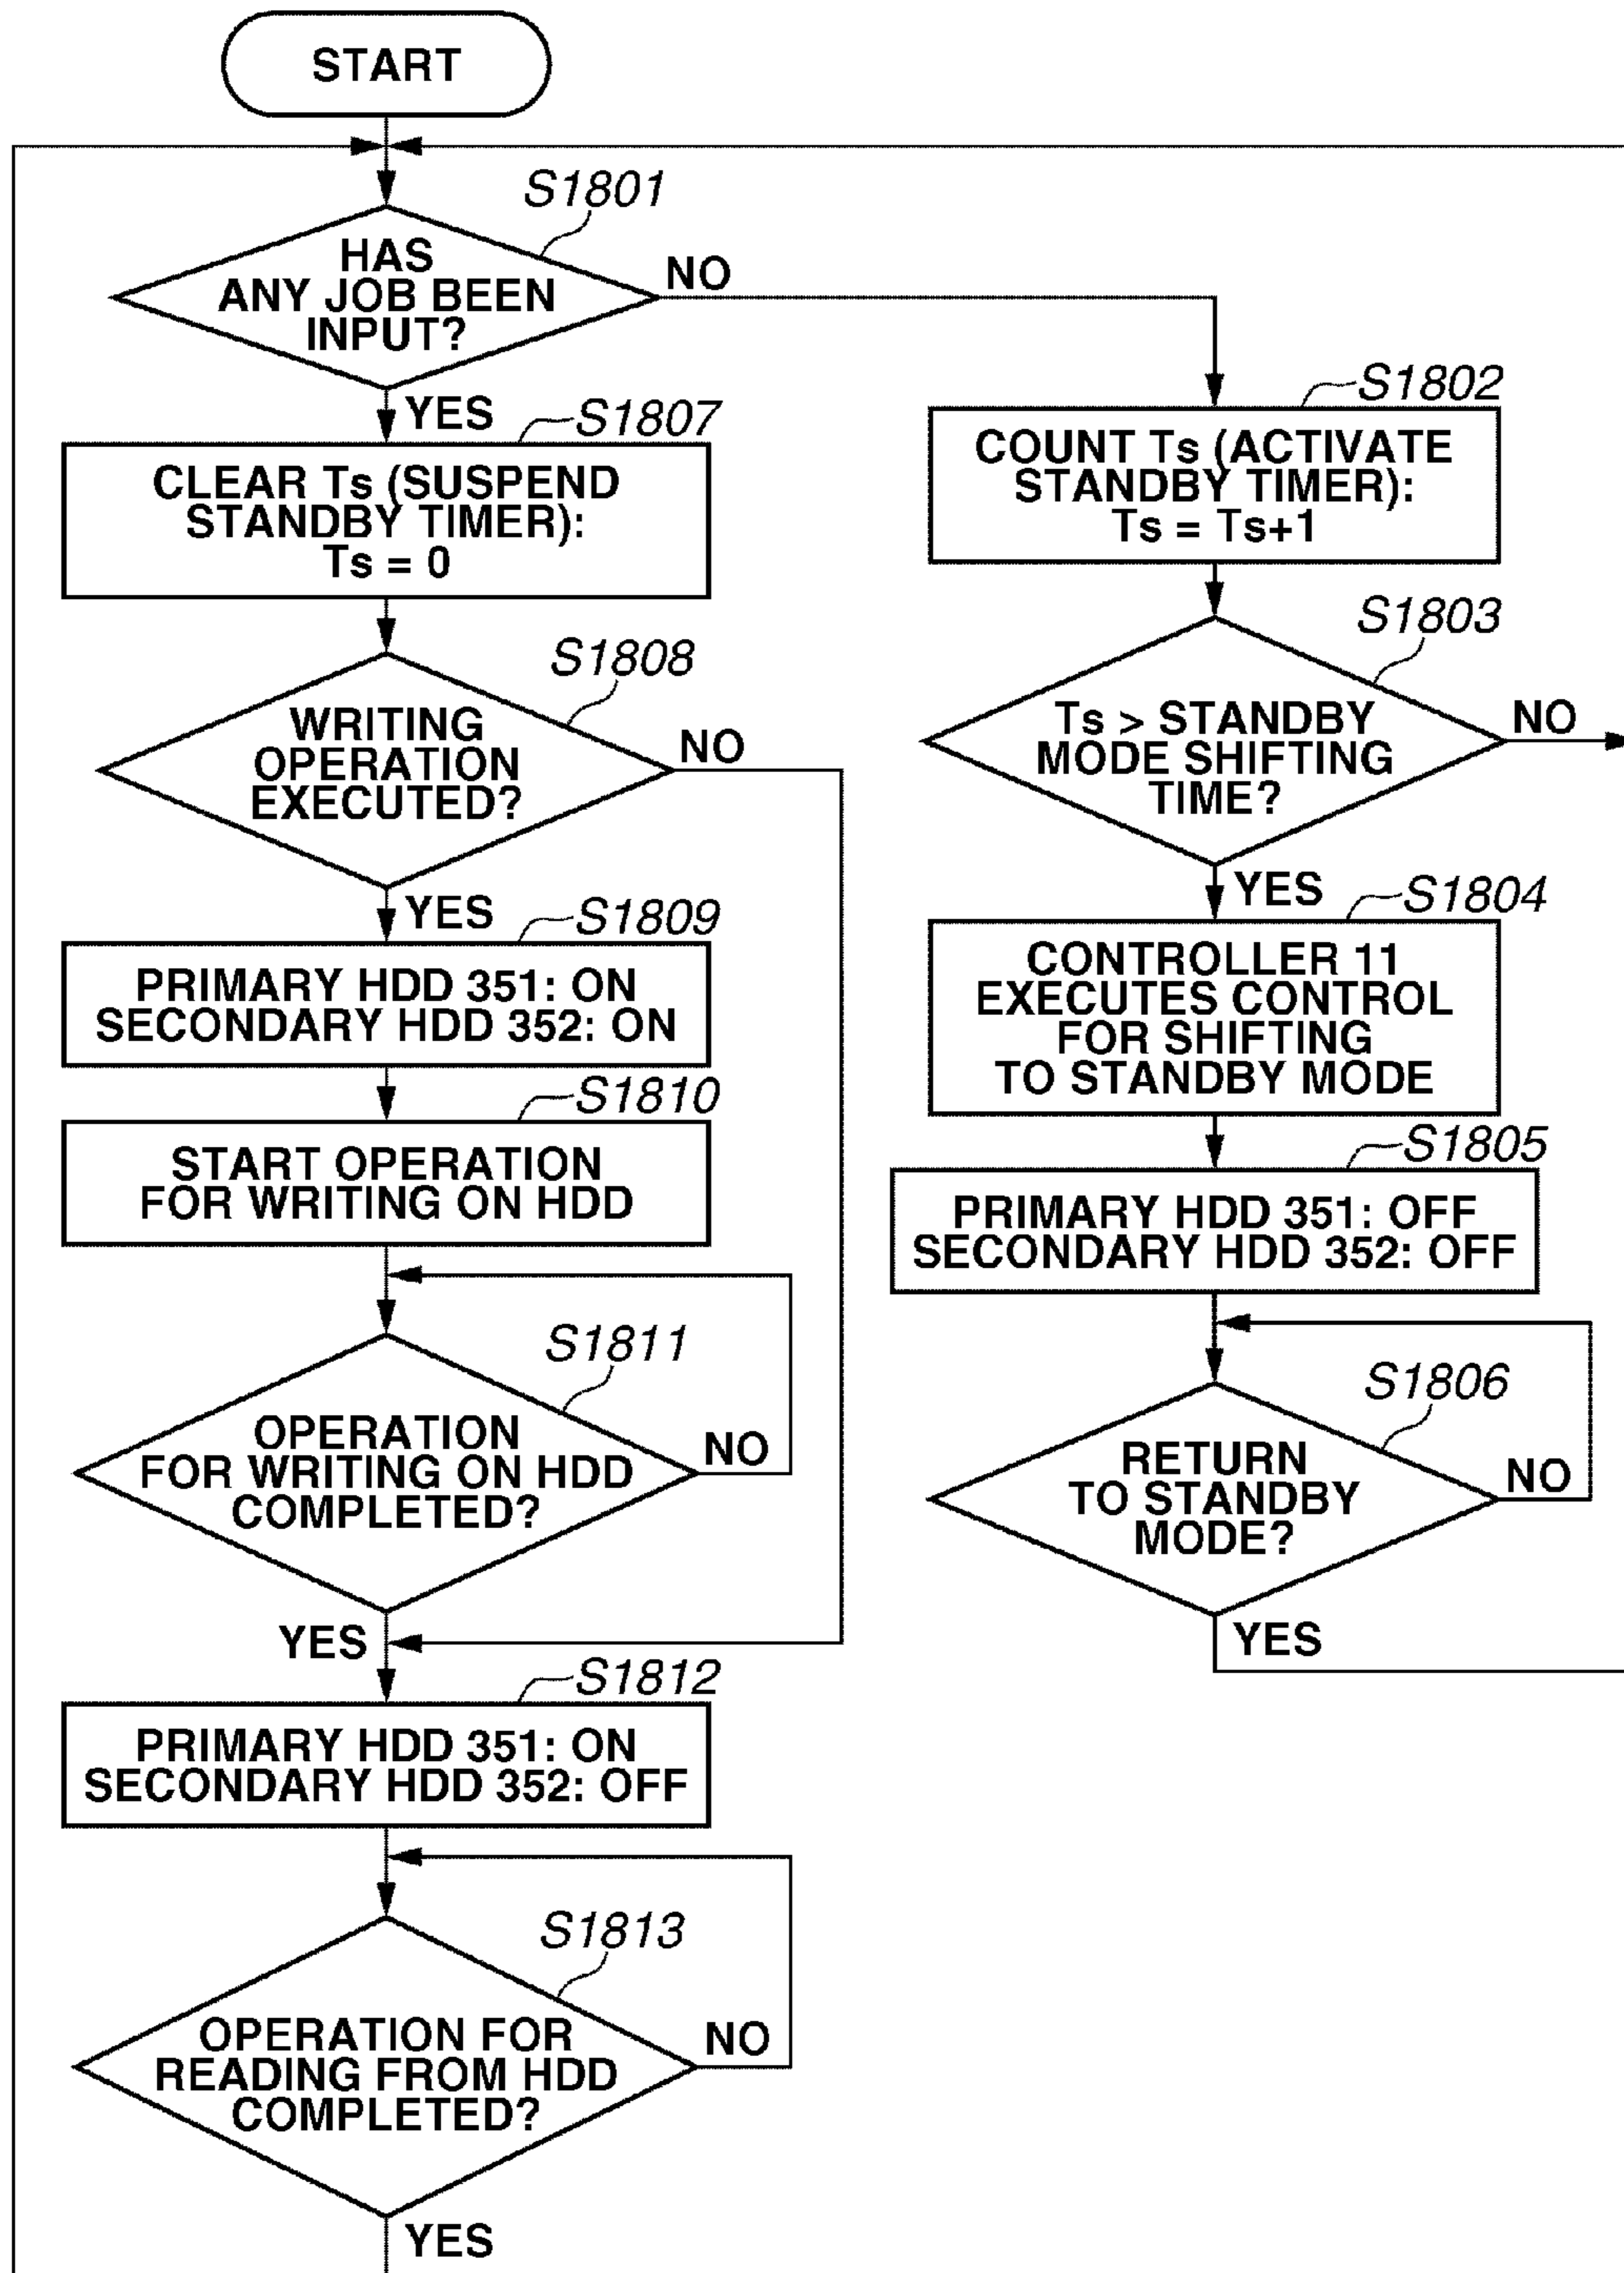 START
S1801
HAS
ANY JOB BEEN
INPUT?
NO
YES
S1807
CLEAR Ts (SUSPEND
STANDBY TIMER):
Ts = 0
S1808
WRITING
OPERATION
EXECUTED?
NO
YES
S1809
PRIMARY HDD 351: ON
SECONDARY HDD 352: ON
S1810
START OPERATION
FOR WRITING ON HDD
S1811
OPERATION
FOR WRITING ON HDD
COMPLETED?
NO
YES
S1812
PRIMARY HDD 351: ON
SECONDARY HDD 352: OFF
S1813
OPERATION FOR
READING FROM HDD
COMPLETED?
NO
YES
S1802
COUNT Ts (ACTIVATE
STANDBY TIMER):
Ts = Ts+1
S1803
Ts > STANDBY
MODE SHIFTING
TIME?
NO
YES
S1804
CONTROLLER 11
EXECUTES CONTROL
FOR SHIFTING
TO STANDBY MODE
S1805
PRIMARY HDD 351: OFF
SECONDARY HDD 352: OFF
S1806
RETURN
TO STANDBY
MODE?
NO
YES